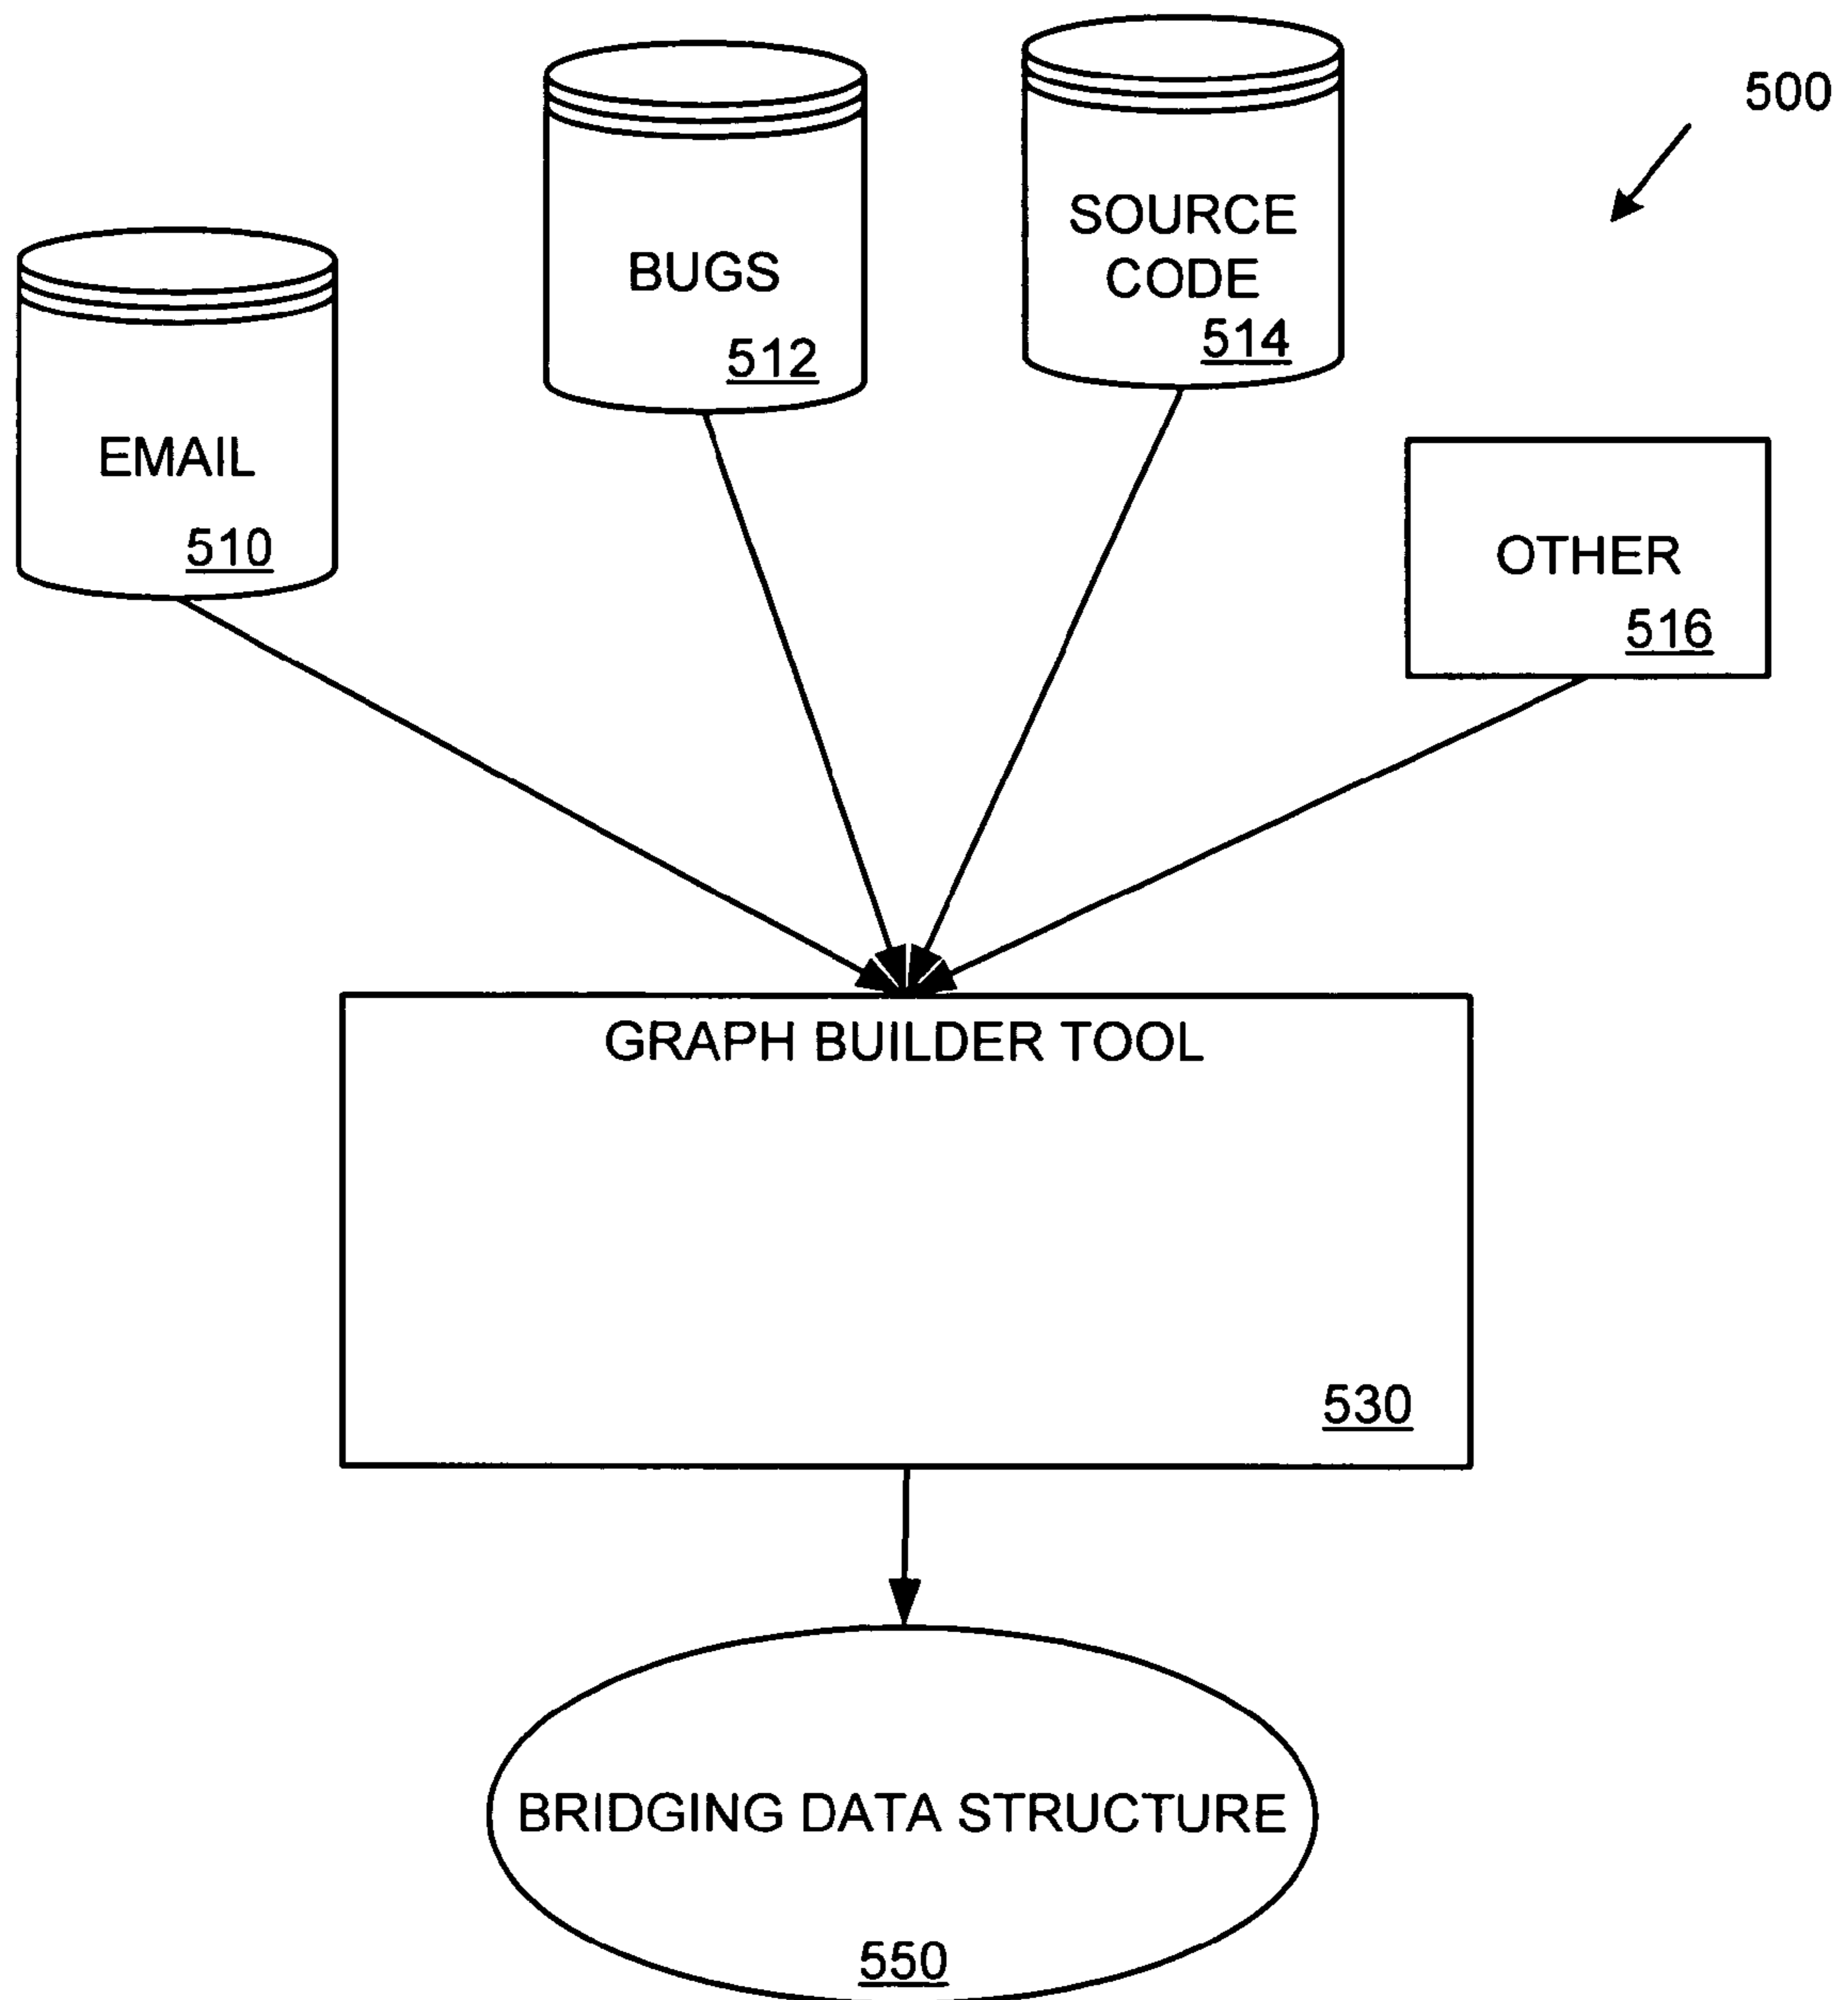 500
SOURCE
CODE
514
BUGS
512
EMAIL
510
OTHER
516
GRAPH BUILDER TOOL
530
BRIDGING DATA STRUCTURE
550